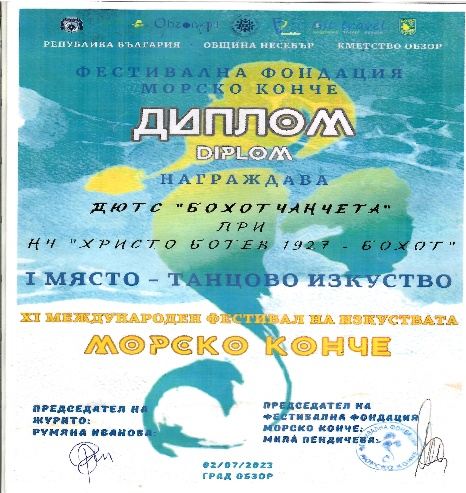 РЕПУБЛИКА БЪЛГАРИЯ · ОБЩИНА НЕСЕБЪР · КМЕТСТВО ОБЗОР
ФЕСТИВАЛНА ФОНДАЦИЯ
МОРСКО КОНЧЕ
ДИПЛОМ
DIPLOM
НАГРАЖДАВА
ДЮТС "БОХОТЧАНЧЕТА"
ПРИ
НЧ "ХРИСТО БОТЕВ 1927 - БОХОТ"
I МЯСТО – ТАНЦОВО ИЗКУСТВО
XI МЕЖДУНАРОДЕН ФЕСТИВАЛ НА ИЗКУСТВАТА
МОРСКО КОНЧЕ
ПРЕДСЕДАТЕЛ НА
ЖУРИТО:
РУМЯНА ИВАНОВА:
ПРЕДСЕДАТЕЛ НА
ФЕСТИВАЛНА ФОНДАЦИЯ
МОРСКО КОНЧЕ:
МИЛА ПЕНДИЧЕВА:
02/07/2023
ГРАД ОБЗОР